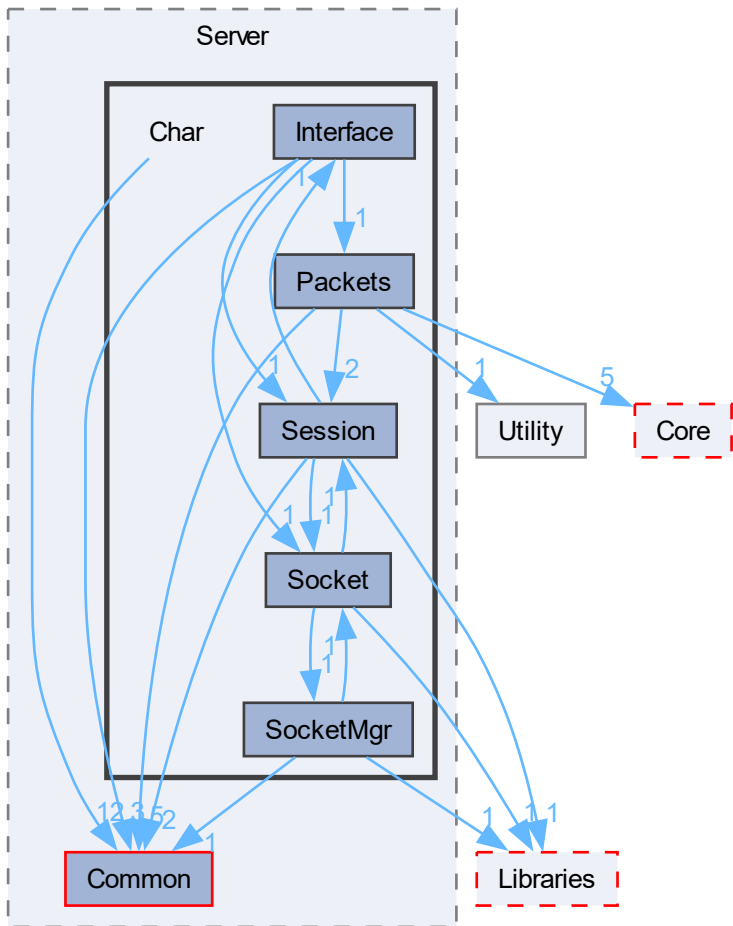 Server
Char
Interface
1
1
Packets
1
2
1
5
Session
Utility
Core
1
1
1
Socket
1
1
SocketMgr
12
3
5
2
1
1
1
1
Common
Libraries